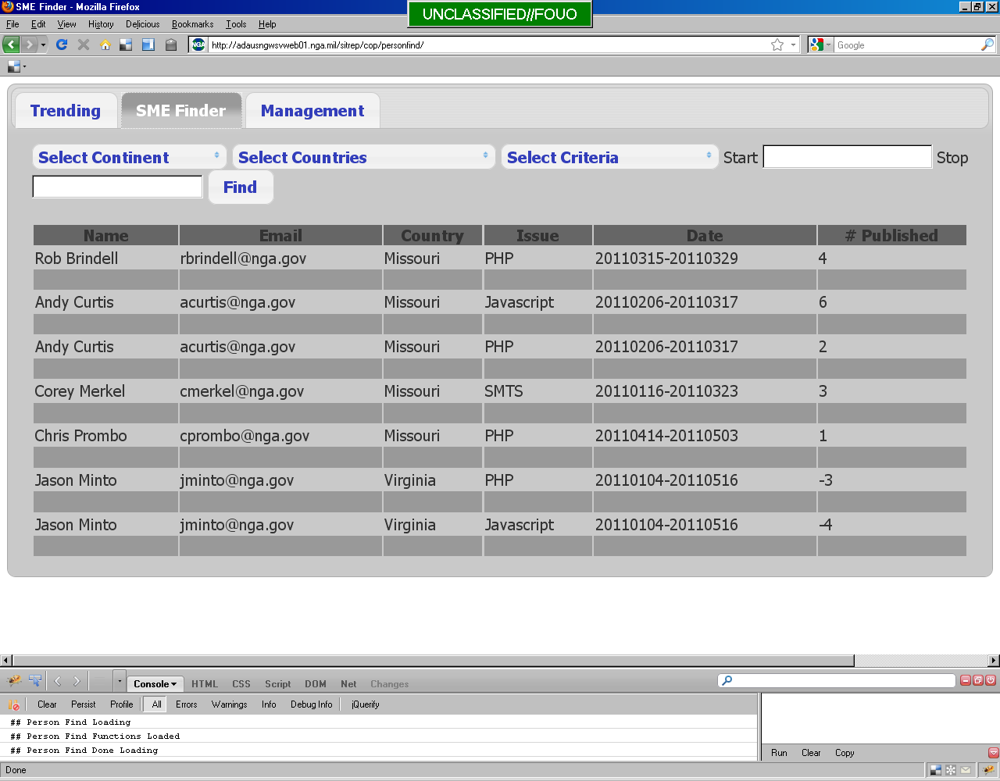 SME Finder - Mozilla Firefox
UNCLASSIFIED//FOUO
File Edit View History Delicious Bookmarks Tools Help
NGA http://adausngwsvweb01.nga.mil/sitrep/cop/personfind/ Google
Trending SME Finder Management
Select Continent Select Countries Select Criteria Start Stop
Find
Name Email Country Issue Date # Published
Rob Brindell rbrindell@nga.gov Missouri PHP 20110315-20110329 4
Andy Curtis acurtis@nga.gov Missouri Javascript 20110206-20110317 6
Andy Curtis acurtis@nga.gov Missouri PHP 20110206-20110317 2
Corey Merkel cmerkel@nga.gov Missouri SMTS 20110116-20110323 3
Chris Prombo cprombo@nga.gov Missouri PHP 20110414-20110503 1
Jason Minto jminto@nga.gov Virginia PHP 20110104-20110516 -3
Jason Minto jminto@nga.gov Virginia Javascript 20110104-20110516 -4
Console HTML CSS Script DOM Net Changes
Clear Persist Profile All Errors Warnings Info Debug Info jQuerify
## Person Find Loading
## Person Find Functions Loaded
## Person Find Done Loading
Run Clear Copy
Done